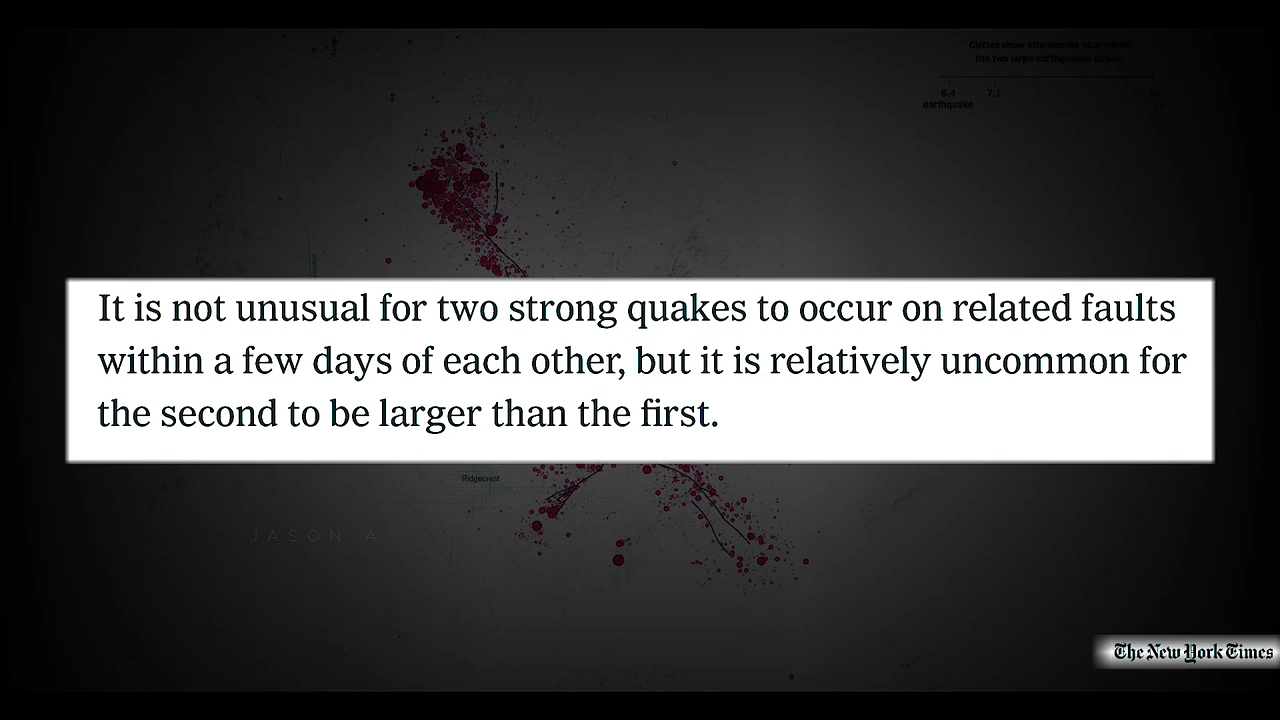 Circles show aftershocks near where
the two large earthquakes struck.
6.4
earthquake
7.1
It is not unusual for two strong quakes to occur on related faults
within a few days of each other, but it is relatively uncommon for
the second to be larger than the first.
Ridgecrest
JASON A
The New York Times